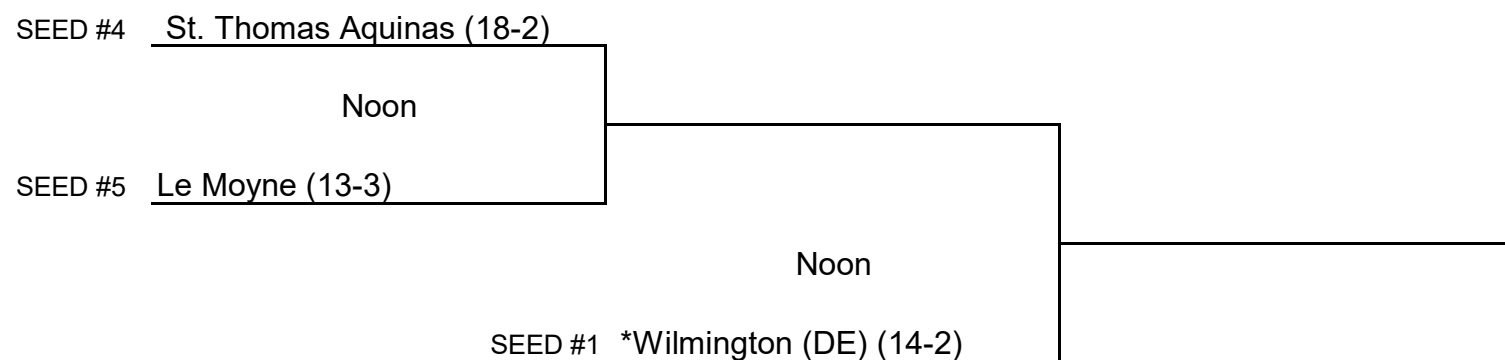 SEED #4 St. Thomas Aquinas (18-2)
Noon
SEED #5 Le Moyne (13-3)
Noon
SEED #1 *Wilmington (DE) (14-2)